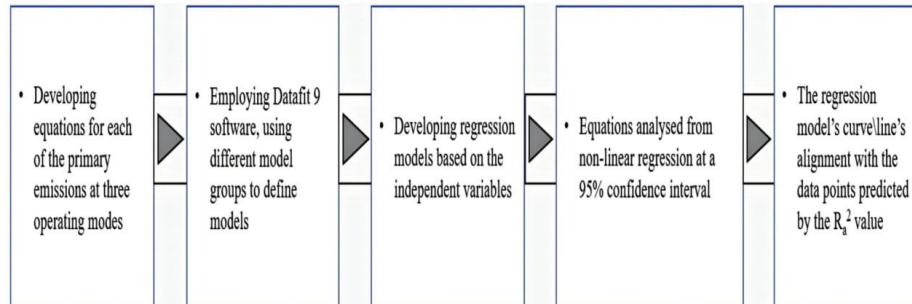 • Developing
equations for each
of the primary
emissions at three
operating modes
• Employing Datafit 9
software, using
different model
groups to define
models
• Developing regression
models based on the
independent variables
• Equations analysed from
non-linear regression at a
95% confidence interval
• The regression
model's curve\line's
alignment with the
data points predicted
by the Rₐ² value